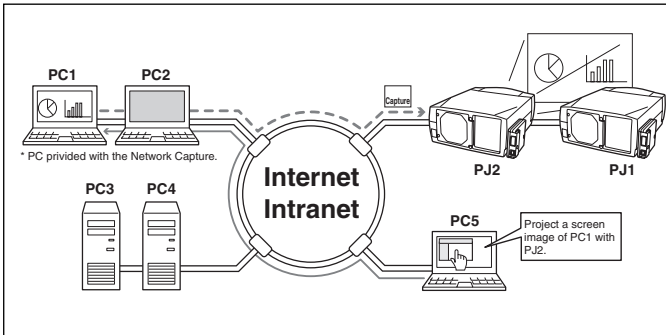 PC1
PC2
Capture
* PC privided with the Network Capture.
PJ2
PJ1
Internet
Intranet
PC3
PC4
PC5
Project a screen
image of PC1 with
PJ2.